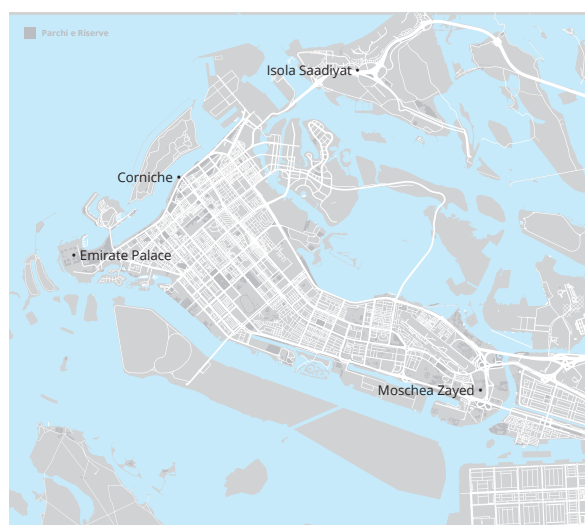 Parchi e Riserve
Isola Saadiyat
Corniche
Emirate Palace
Moschea Zayed